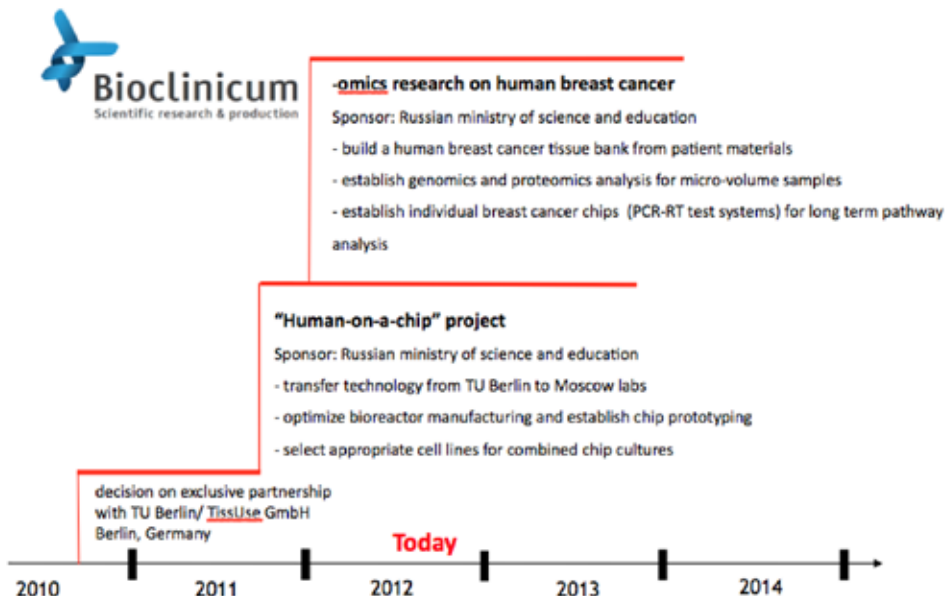 Bioclinicum
Scientific research & production
-omics research on human breast cancer
Sponsor: Russian ministry of science and education
- build a human breast cancer tissue bank from patient materials
- establish genomics and proteomics analysis for micro-volume samples
- establish individual breast cancer chips (PCR-RT test systems) for long term pathway
analysis
"Human-on-a-chip" project
Sponsor: Russian ministry of science and education
- transfer technology from TU Berlin to Moscow labs
- optimize bioreactor manufacturing and establish chip prototyping
- select appropriate cell lines for combined chip cultures
decision on exclusive partnership
with TU Berlin/ TissUse GmbH
Berlin, Germany
Today
2010 2011 2012 2013 2014